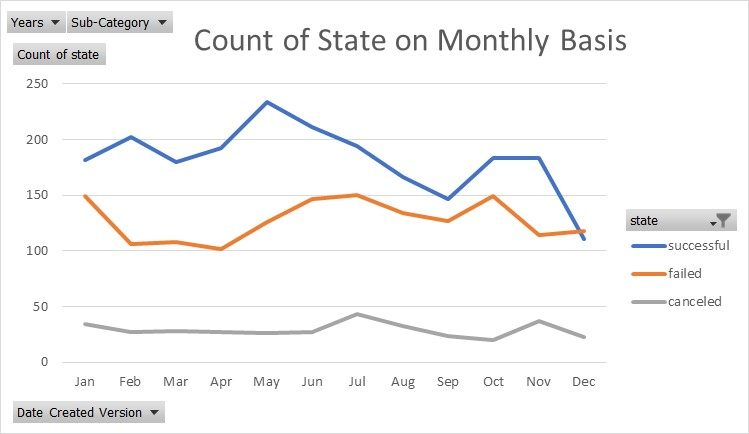 Years Sub-Category
Count of State on Monthly Basis
Count of state
250
200
150
100
50
0
Jan Feb Mar Apr May Jun Jul Aug Sep Oct Nov Dec
state
successful
failed
canceled
Date Created Version